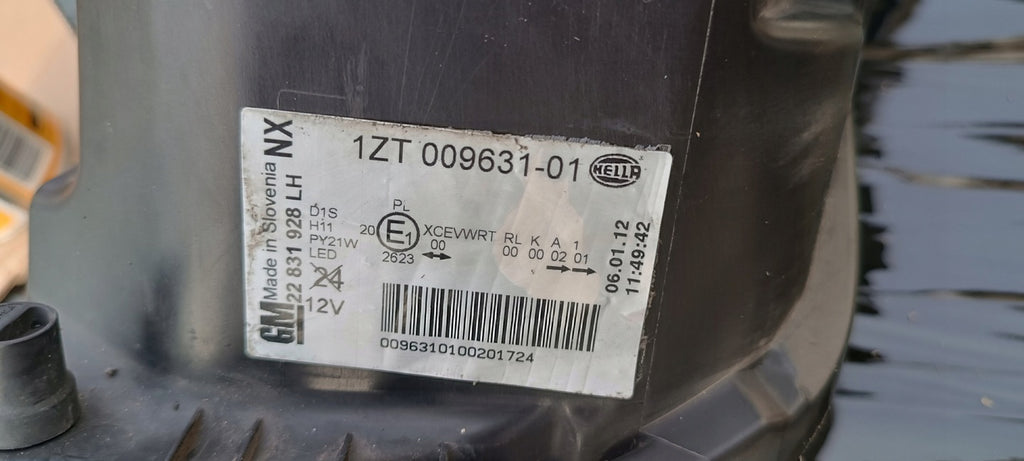 1ZT 009631-01 HELLA
NX
Made in Slovenia
22 831 928 LH
GM
D1S
H11
PY21W
LED
24
12V
PL
20 E1 XCEVWRT RL K A 1
00 00 00 02 01
2623
06.01.12
11:49:42
0096310100201724